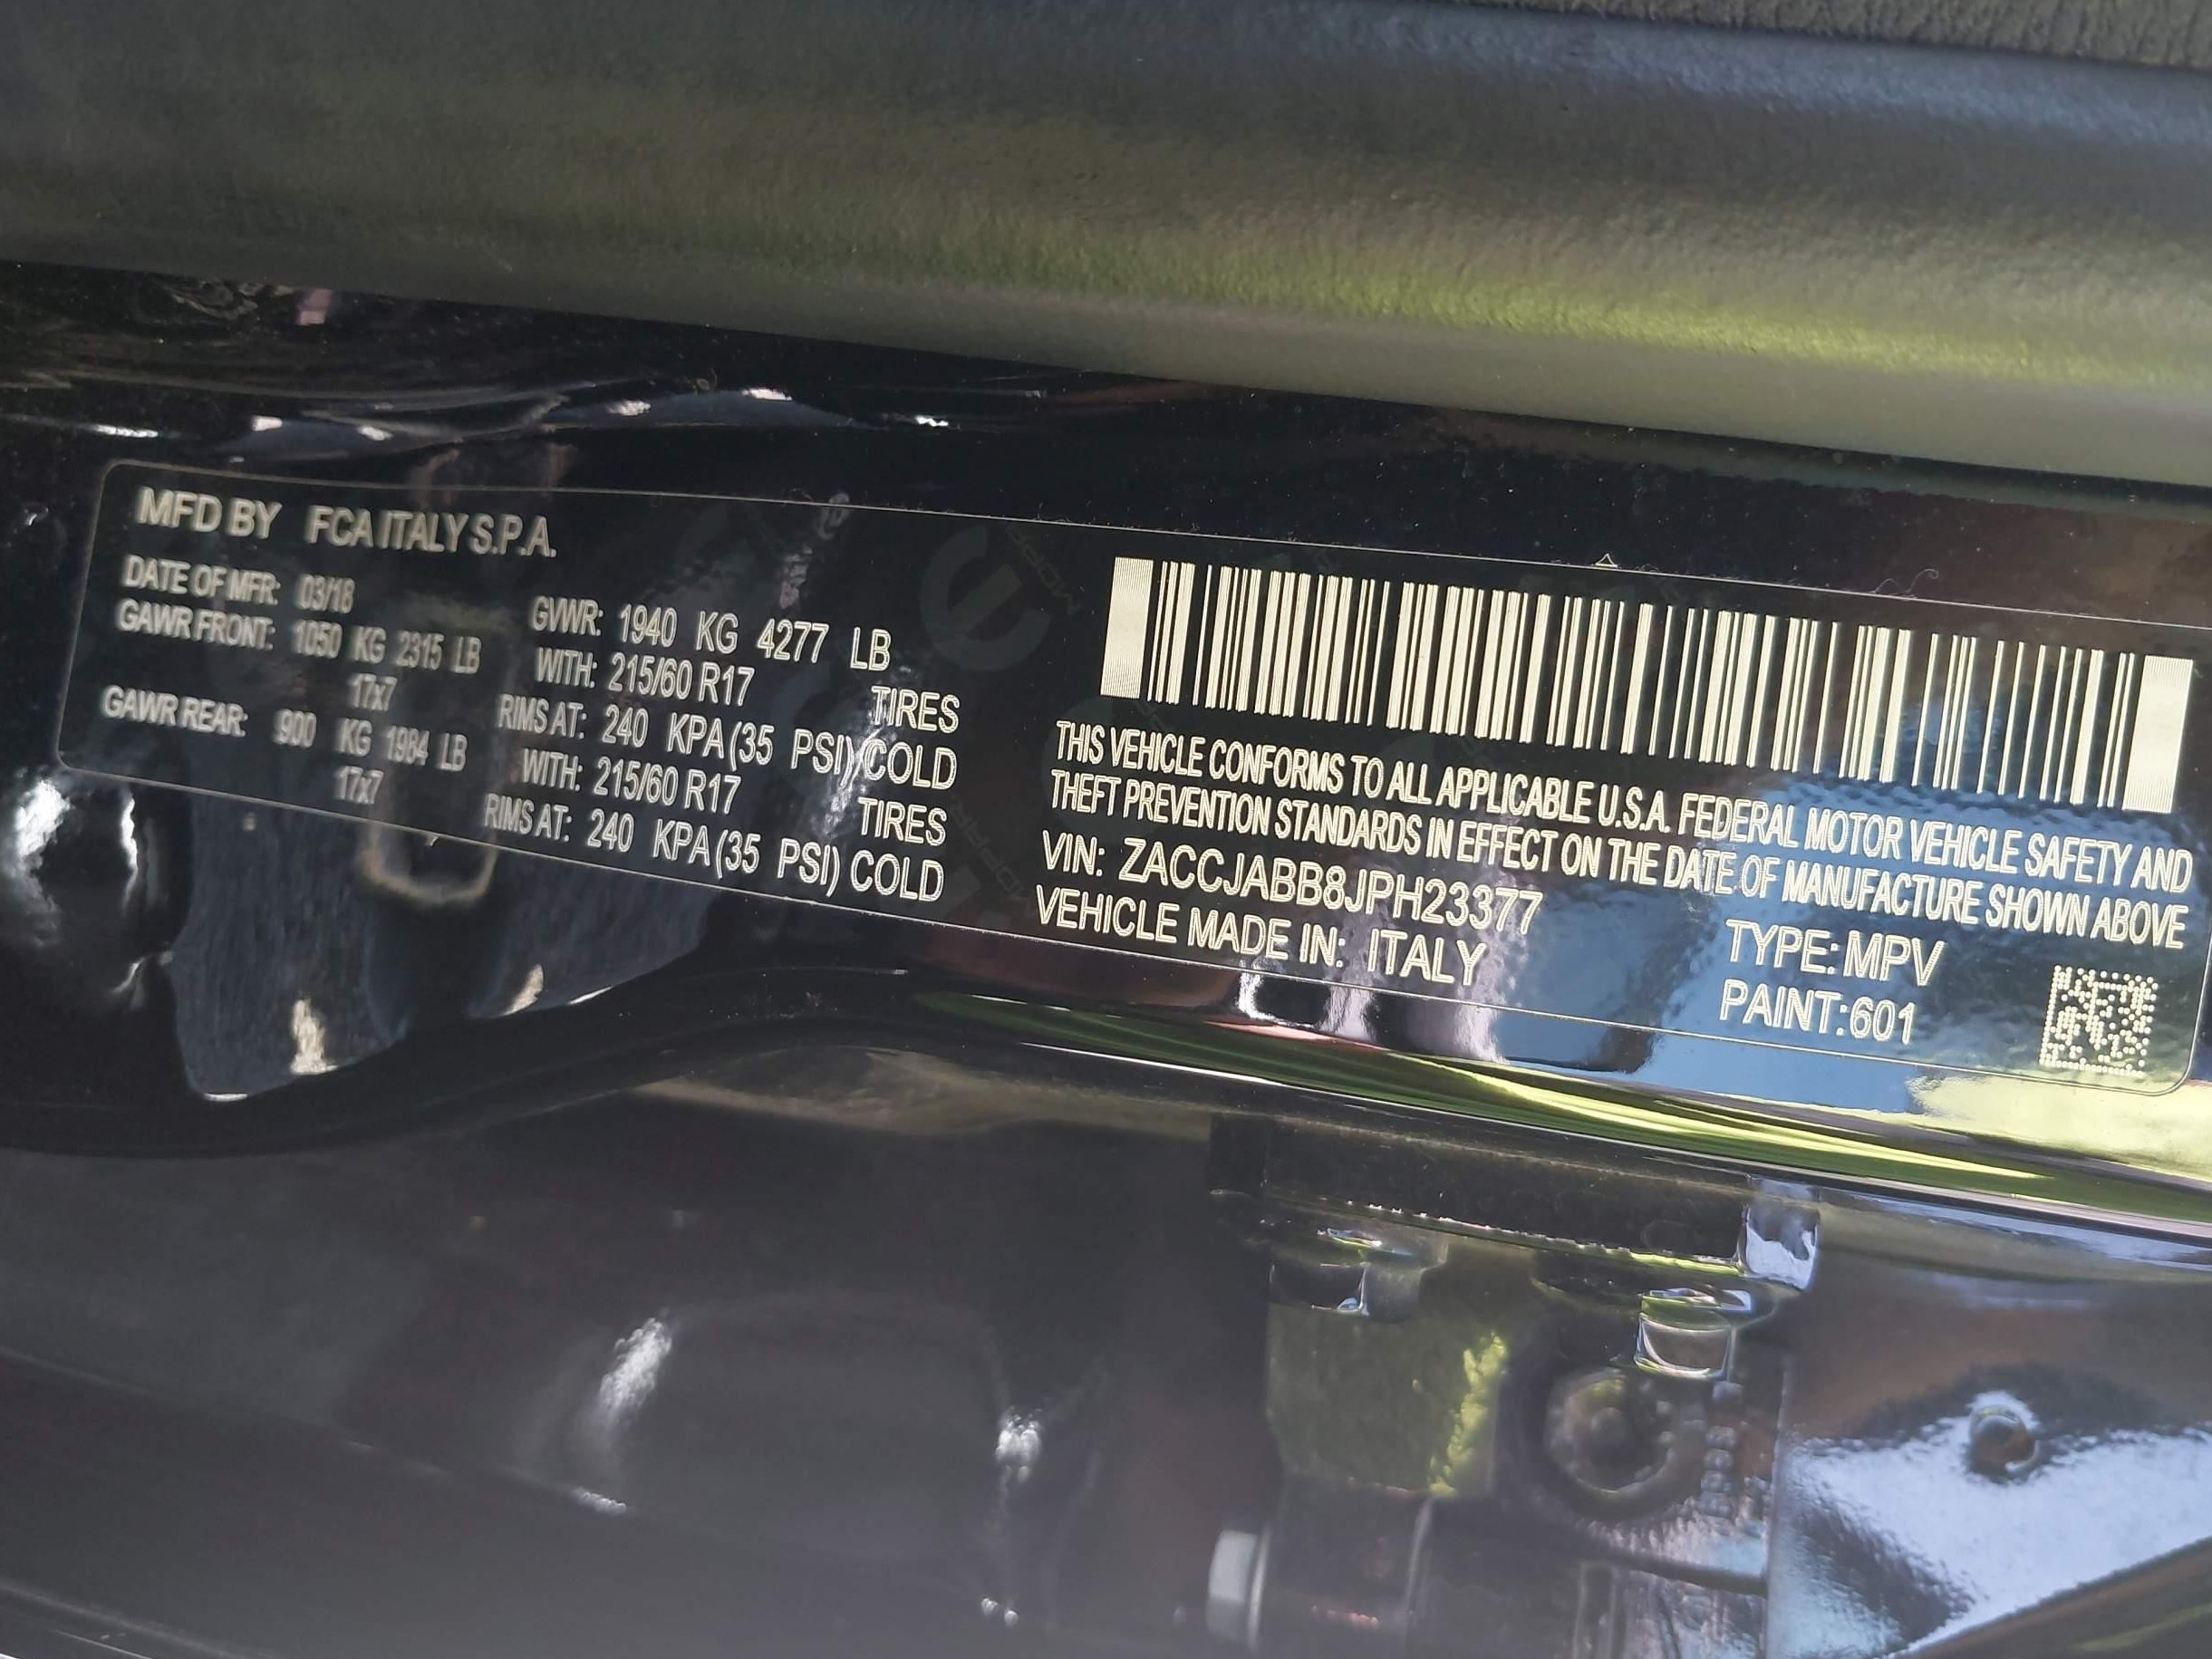 MFD BY FCA ITALY S.P.A.
DATE OF MFR: 03/18
GVWR: 1940 KG 4277 LB
GAWR FRONT: 1050 KG 2315 LB WITH: 215/60 R17 TIRES
17x7 RIMS AT: 240 KPA (35 PSI) COLD
GAWR REAR: 900 KG 1984 LB WITH: 215/60 R17 TIRES
17x7 RIMS AT: 240 KPA (35 PSI) COLD
THIS VEHICLE CONFORMS TO ALL APPLICABLE U.S.A. FEDERAL MOTOR VEHICLE SAFETY AND
THEFT PREVENTION STANDARDS IN EFFECT ON THE DATE OF MANUFACTURE SHOWN ABOVE
VIN: ZACCJABB8JPH23377 TYPE: MPV
VEHICLE MADE IN: ITALY PAINT: 601